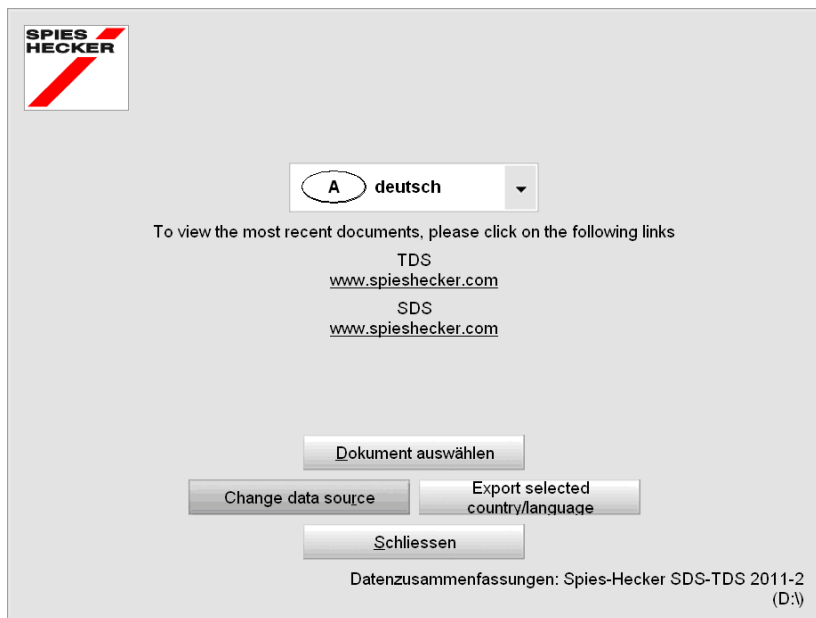 SPIES
HECKER
A deutsch
To view the most recent documents, please click on the following links
TDS
www.spieshecker.com
SDS
www.spieshecker.com
Dokument auswählen
Change data source
Export selected
country/language
Schliessen
Datenzusammenfassungen: Spies-Hecker SDS-TDS 2011-2
(D:\)